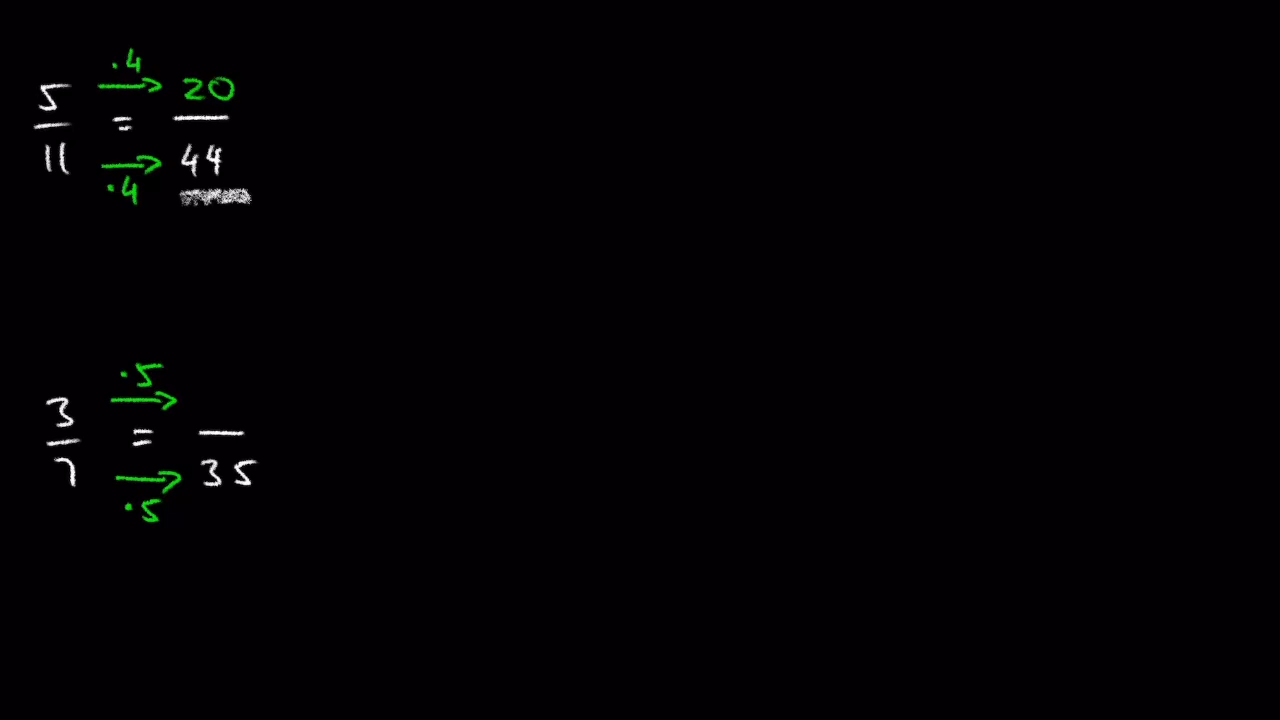 ·4
5 → 20
— = —
11 → 44
·4
·5
3 →
— = —
7 → 35
·5